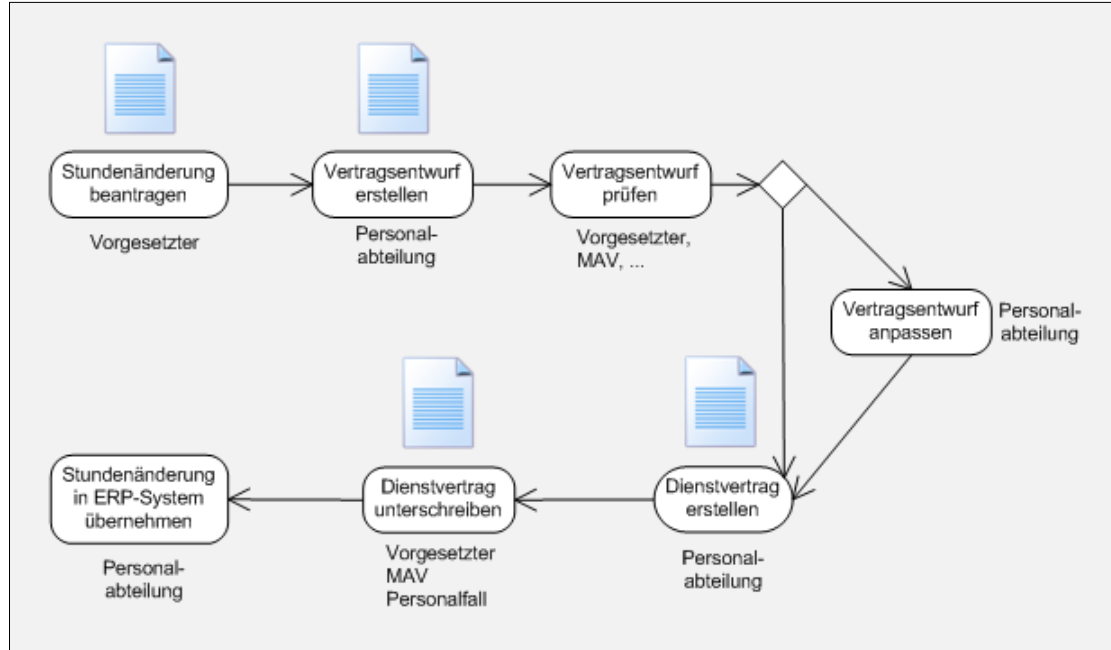 Stundenänderung
beantragen
Vorgesetzter
Vertragsentwurf
erstellen
Personal-
abteilung
Vertragsentwurf
prüfen
Vorgesetzter,
MAV, ...
Vertragsentwurf
anpassen
Personal-
abteilung
Dienstvertrag
erstellen
Personal-
abteilung
Dienstvertrag
unterschreiben
Vorgesetzter
MAV
Personalfall
Stundenänderung
in ERP-System
übernehmen
Personal-
abteilung